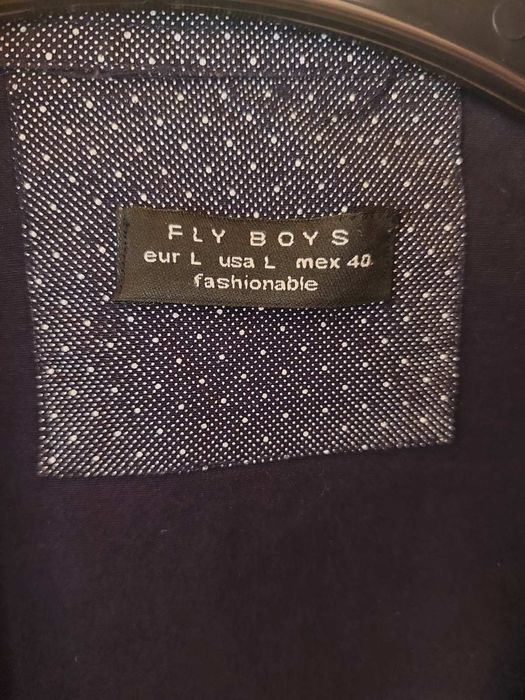 FLY BOYS
eur L usa L mex 40
fashionable